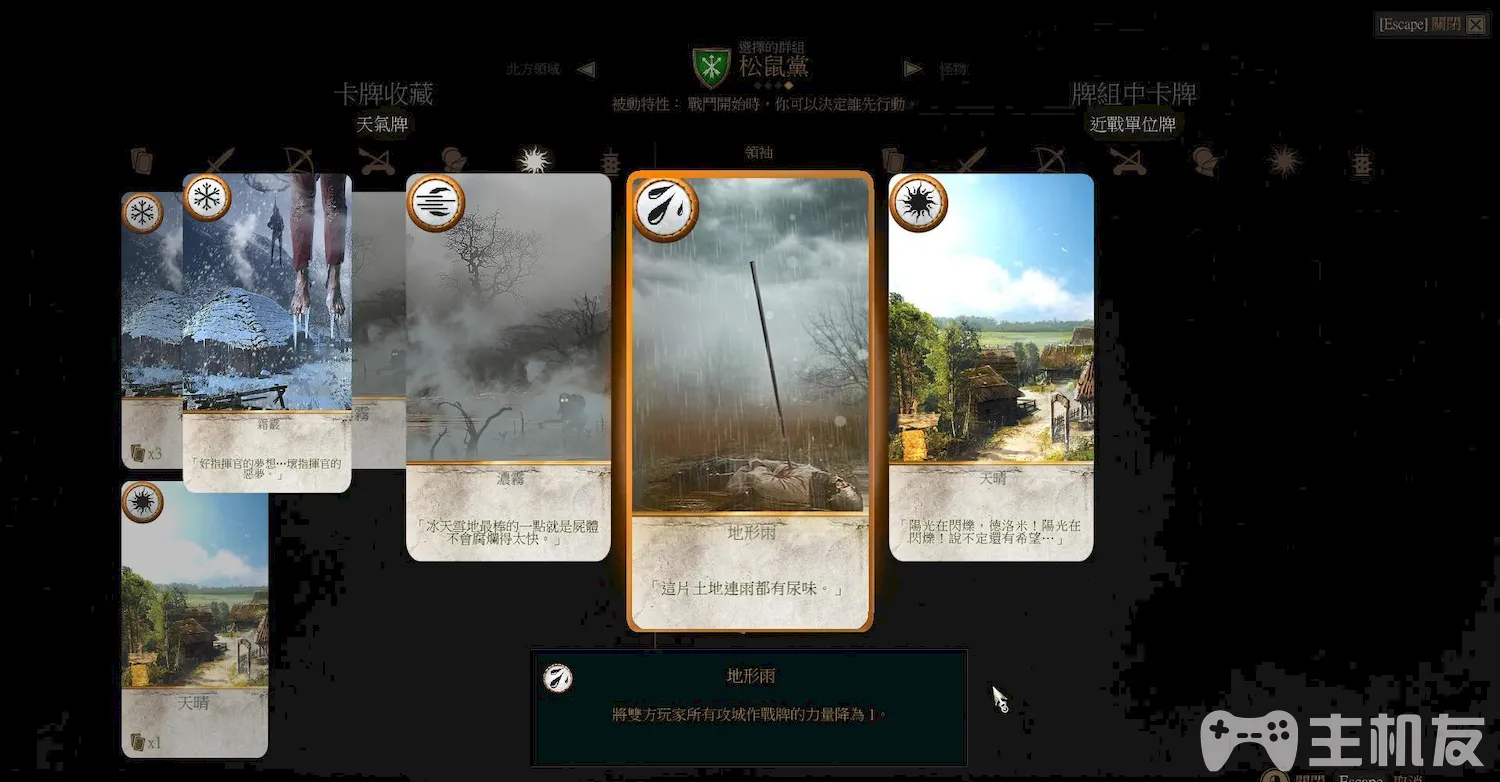 [Escape] 關閉
選擇的群組
北方領域
松鼠黨
怪物
被動特性： 戰鬥開始時，你可以決定誰先行動。
卡牌收藏
天氣牌
牌組中卡牌
近戰單位牌
領袖
霜霰
「好指揮官的夢想…壞指揮官的
惡夢。」
x3
霧
濃霧
「冰天雪地最棒的一點就是屍體
不會腐爛得太快。」
地形雨
「這片土地連雨都有尿味。」
天晴
「陽光在閃爍，德洛米！陽光在
閃爍！說不定還有希望…」
天晴
x1
地形雨
將雙方玩家所有攻城作戰牌的力量降為 1。
主机友
關閉 Escape 取消